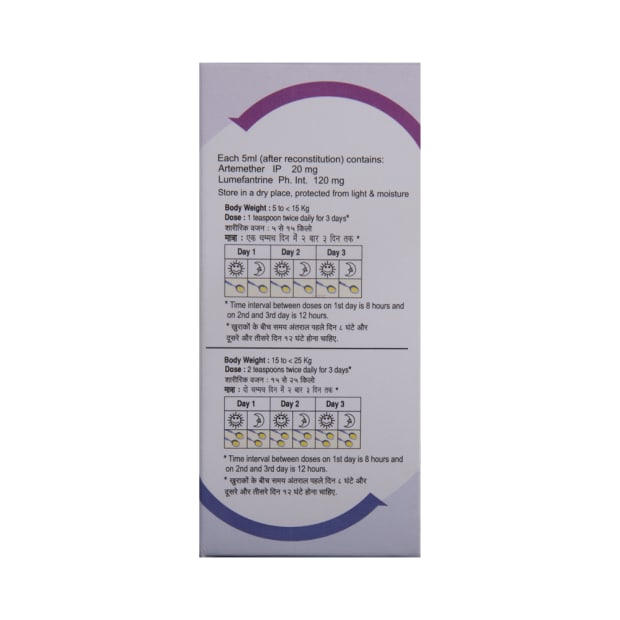 Each 5ml (after reconstitution) contains:
Artemether IP 20 mg
Lumefantrine Ph. Int. 120 mg
Store in a dry place, protected from light & moisture
Body Weight : 5 to < 15 Kg
Dose : 1 teaspoon twice daily for 3 days*
शारीरिक वजन : ५ से १५ किलो
मात्रा : एक चम्मच दिन में २ बार ३ दिन तक *
Day 1 Day 2 Day 3
* Time interval between doses on 1st day is 8 hours and
on 2nd and 3rd day is 12 hours.
* खुराकों के बीच समय अंतराल पहले दिन ८ घंटे और
दूसरे और तीसरे दिन १२ घंटे होना चाहिए.
Body Weight : 15 to < 25 Kg
Dose : 2 teaspoons twice daily for 3 days*
शारीरिक वजन : १५ से २५ किलो
मात्रा : दो चम्मच दिन में २ बार ३ दिन तक *
Day 1 Day 2 Day 3
* Time interval between doses on 1st day is 8 hours and
on 2nd and 3rd day is 12 hours.
* खुराकों के बीच समय अंतराल पहले दिन ८ घंटे और
दूसरे और तीसरे दिन १२ घंटे होना चाहिए.